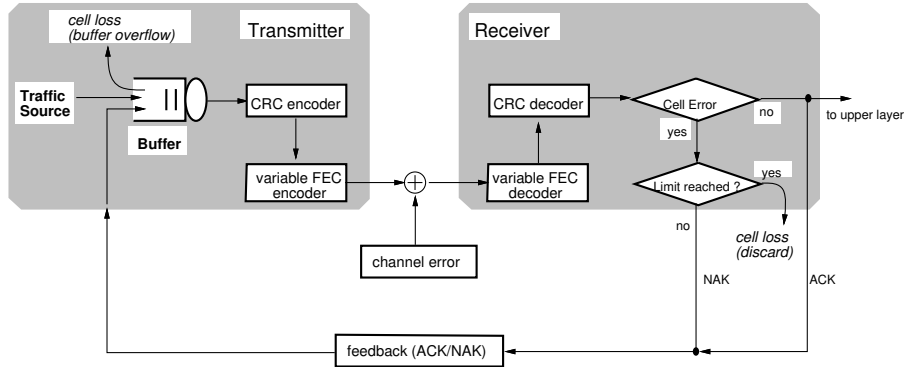 cell loss
(buffer overflow)
Transmitter
Traffic
Source
Buffer
CRC encoder
variable FEC
encoder
channel error
Receiver
CRC decoder
variable FEC
decoder
Cell Error
no
to upper layer
yes
Limit reached ?
yes
no
cell loss
(discard)
NAK
ACK
feedback (ACK/NAK)